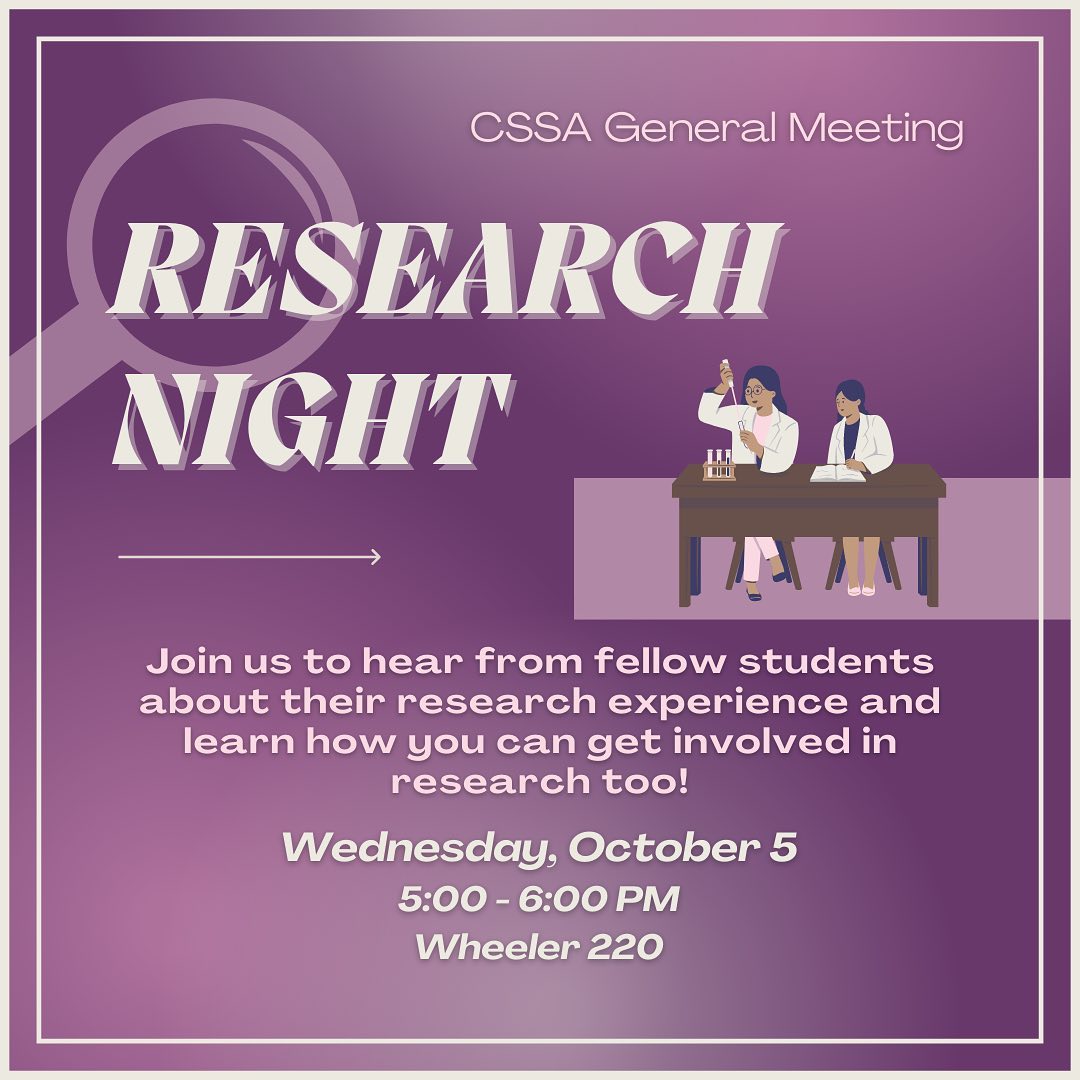 CSSA General Meeting
RESEARCH
NIGHT
Join us to hear from fellow students
about their research experience and
learn how you can get involved in
research too!
Wednesday, October 5
5:00 - 6:00 PM
Wheeler 220